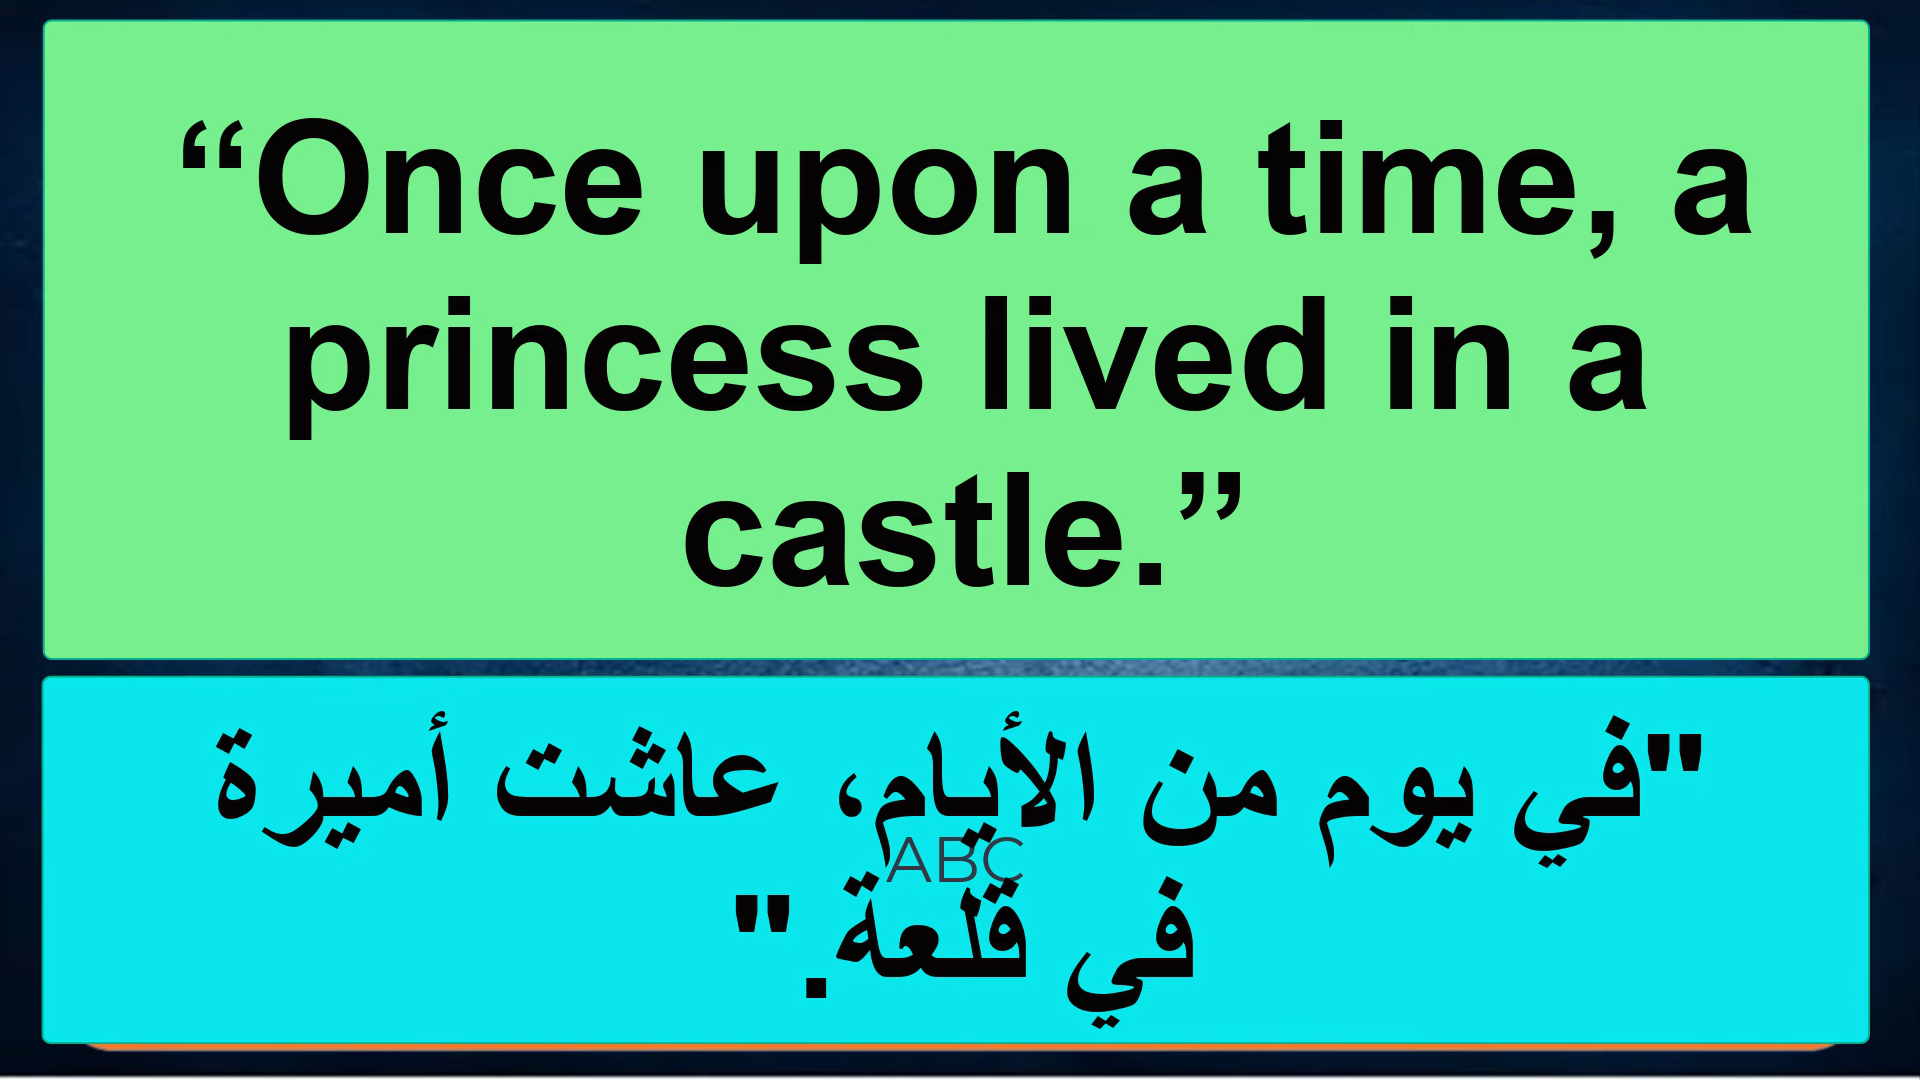 “Once upon a time, a
princess lived in a
castle.”
"في يوم من الأيام، عاشت أميرة
ABC
في قلعة."